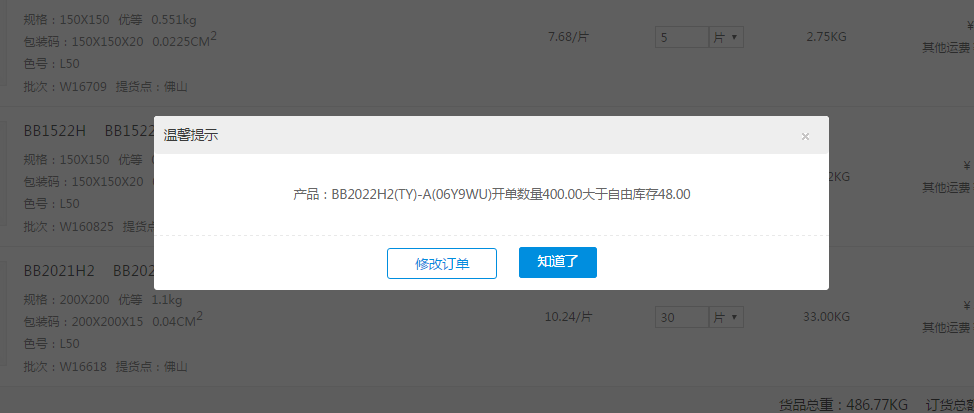 规格：150X150 优等 0.551kg
7.68/片 5 片 2.75KG ¥
包装码：150X150X20 0.0225CM2
其他运费
色号：L50
批次：W16709 提货点：佛山
温馨提示 ×
BB1522H BB1522
规格：150X150 优等
2KG ¥
包装码：150X150X20
其他运费
产品：BB2022H2(TY)-A(06Y9WU)开单数量400.00大于自由库存48.00
色号：L50
批次：W160825 提货点
修改订单 知道了
BB2021H2 BB202
规格：200X200 优等 1.1kg
10.24/片 30 片 33.00KG ¥
包装码：200X200X15 0.04CM2
其他运费
色号：L50
批次：W16618 提货点：佛山
货品总重：486.77KG 订货总额